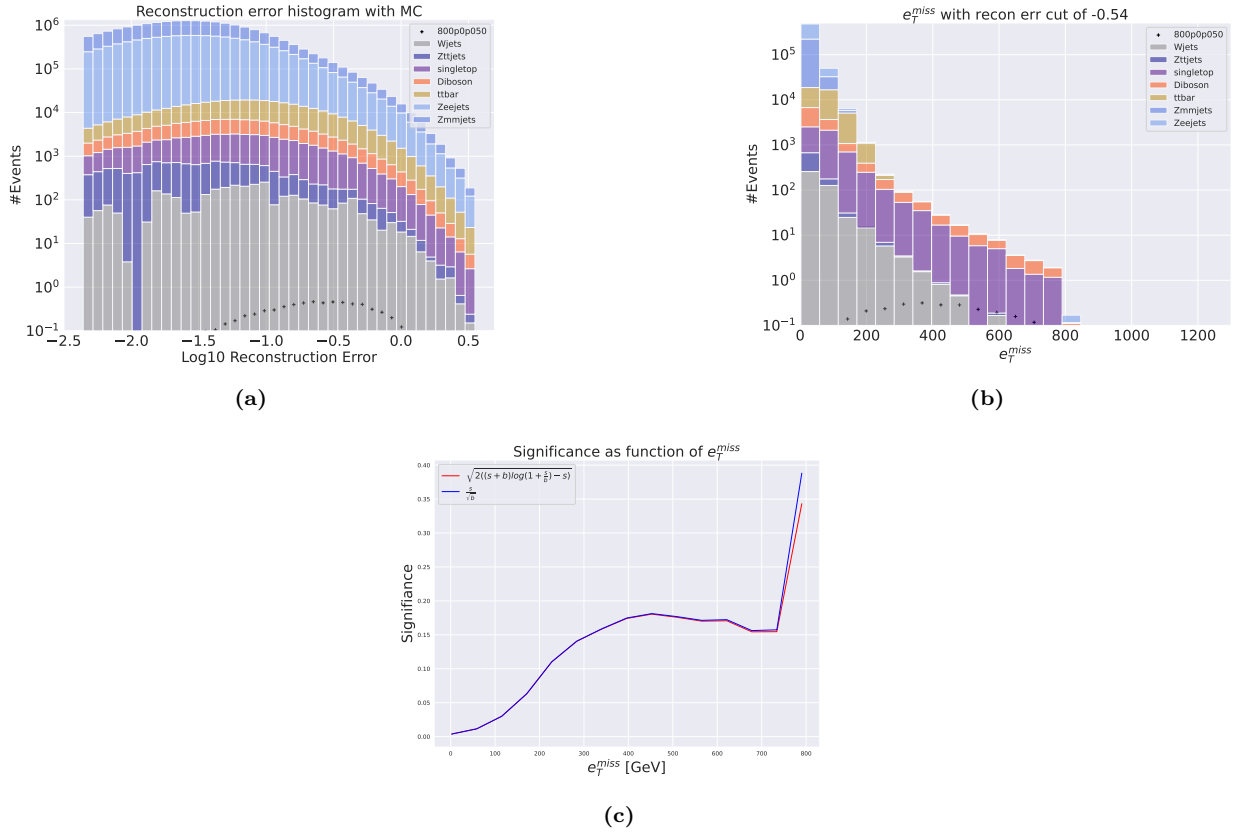 Reconstruction error histogram with MC
#Events
10^6
10^5
10^4
10^3
10^2
10^1
10^0
10^{-1}
800p0p050
Wjets
Zttjets
singletop
Diboson
ttbar
Zeejets
Zmmjets
−2.5 −2.0 −1.5 −1.0 −0.5 0.0 0.5
Log10 Reconstruction Error
(a)
e_T^{miss} with recon err cut of -0.54
#Events
10^5
10^4
10^3
10^2
10^1
10^0
10^{-1}
800p0p050
Wjets
Zttjets
singletop
Diboson
ttbar
Zmmjets
Zeejets
0 200 400 600 800 1000 1200
e_T^{miss}
(b)
Significance as function of e_T^{miss}
Signifiance
0.40
0.35
0.30
0.25
0.20
0.15
0.10
0.05
0.00
\sqrt{2((s+b)log(1+\frac{s}{b})−s)}
\frac{s}{\sqrt{b}}
0 100 200 300 400 500 600 700 800
e_T^{miss} [GeV]
(c)